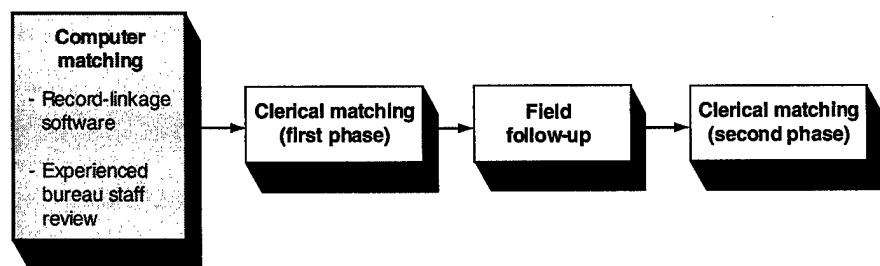 Computer
matching
- Record-linkage
software
- Experienced
bureau staff
review
Clerical matching
(first phase)
Field
follow-up
Clerical matching
(second phase)